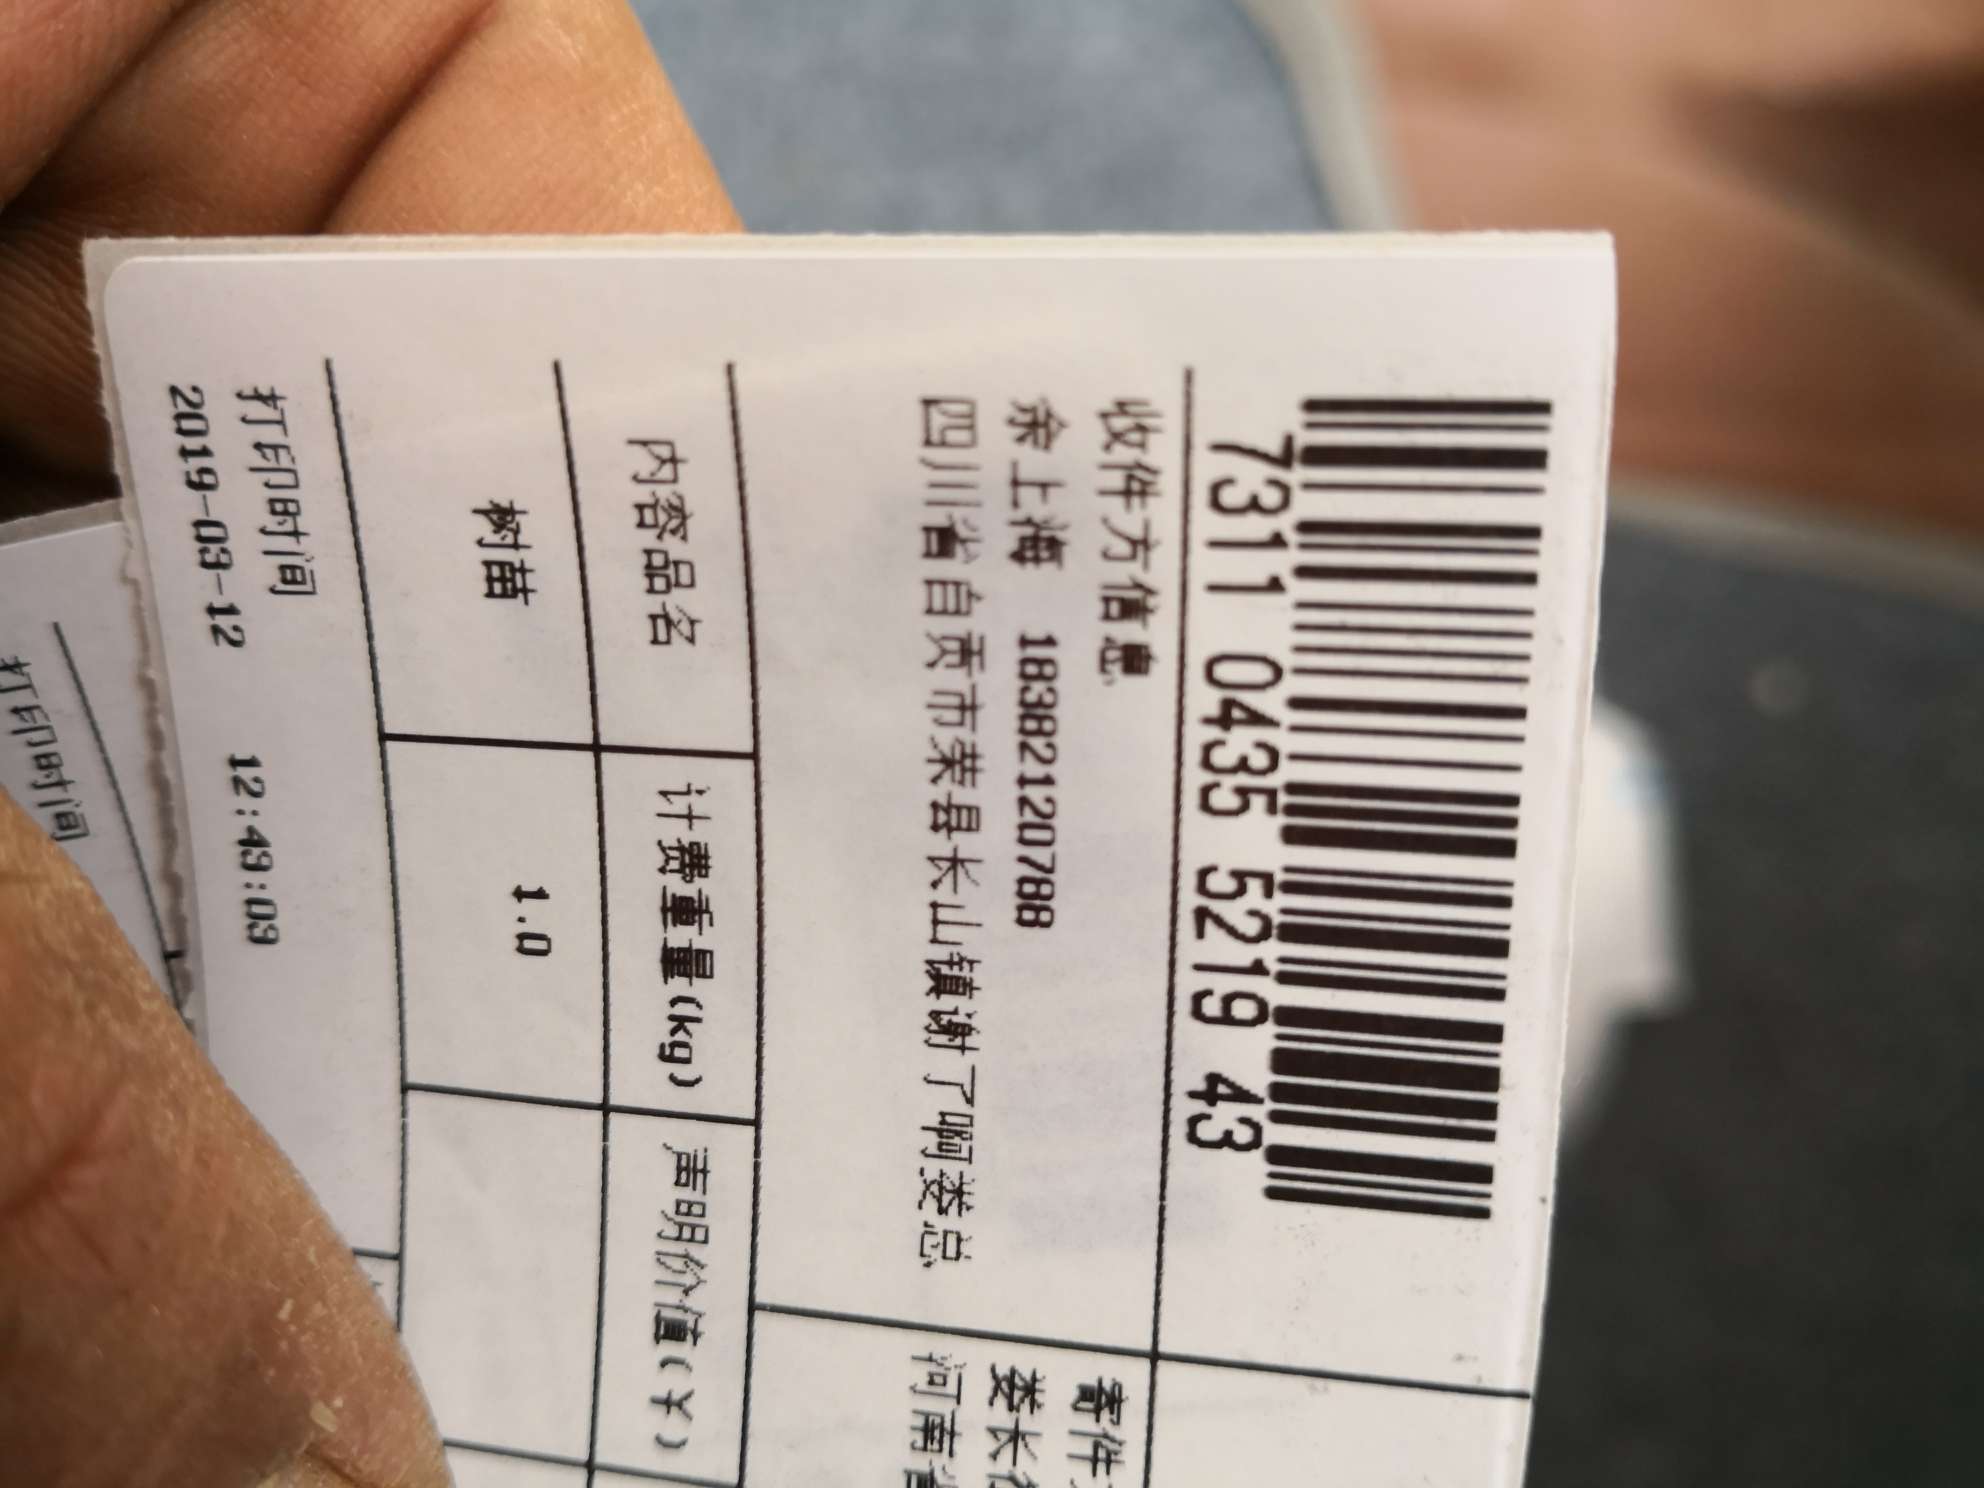 7311 0435 5219 43
收件方信息
余上海 18382120788
四川省自贡市荣县长山镇谢了啊娄总
寄件
娄长
河南省
内容品名 计费重量(kg) 声明价值(￥)
树苗 1.0
打印时间
2019-03-12 12:49:09
打印时间